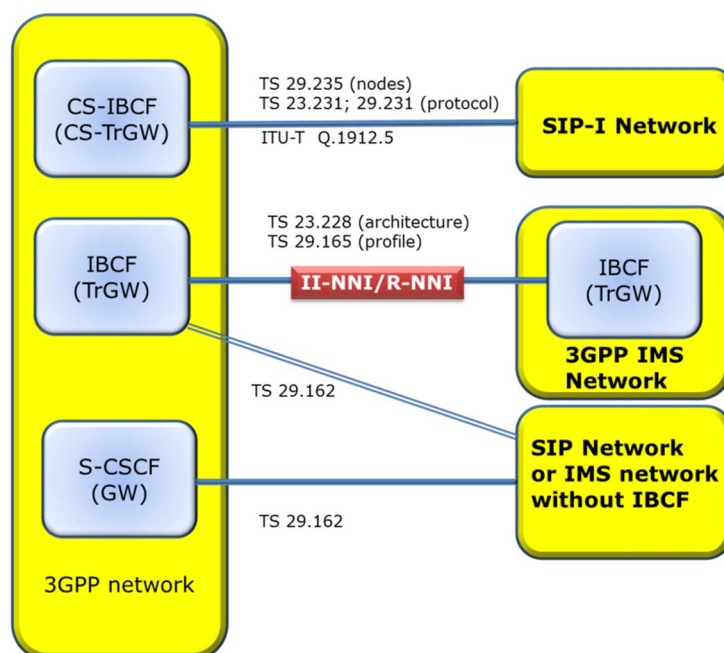 CS-IBCF
(CS-TrGW)
TS 29.235 (nodes)
TS 23.231; 29.231 (protocol)
ITU-T Q.1912.5
SIP-I Network
IBCF
(TrGW)
TS 23.228 (architecture)
TS 29.165 (profile)
II-NNI/R-NNI
IBCF
(TrGW)
3GPP IMS
Network
TS 29.162
S-CSCF
(GW)
TS 29.162
SIP Network
or IMS network
without IBCF
3GPP network